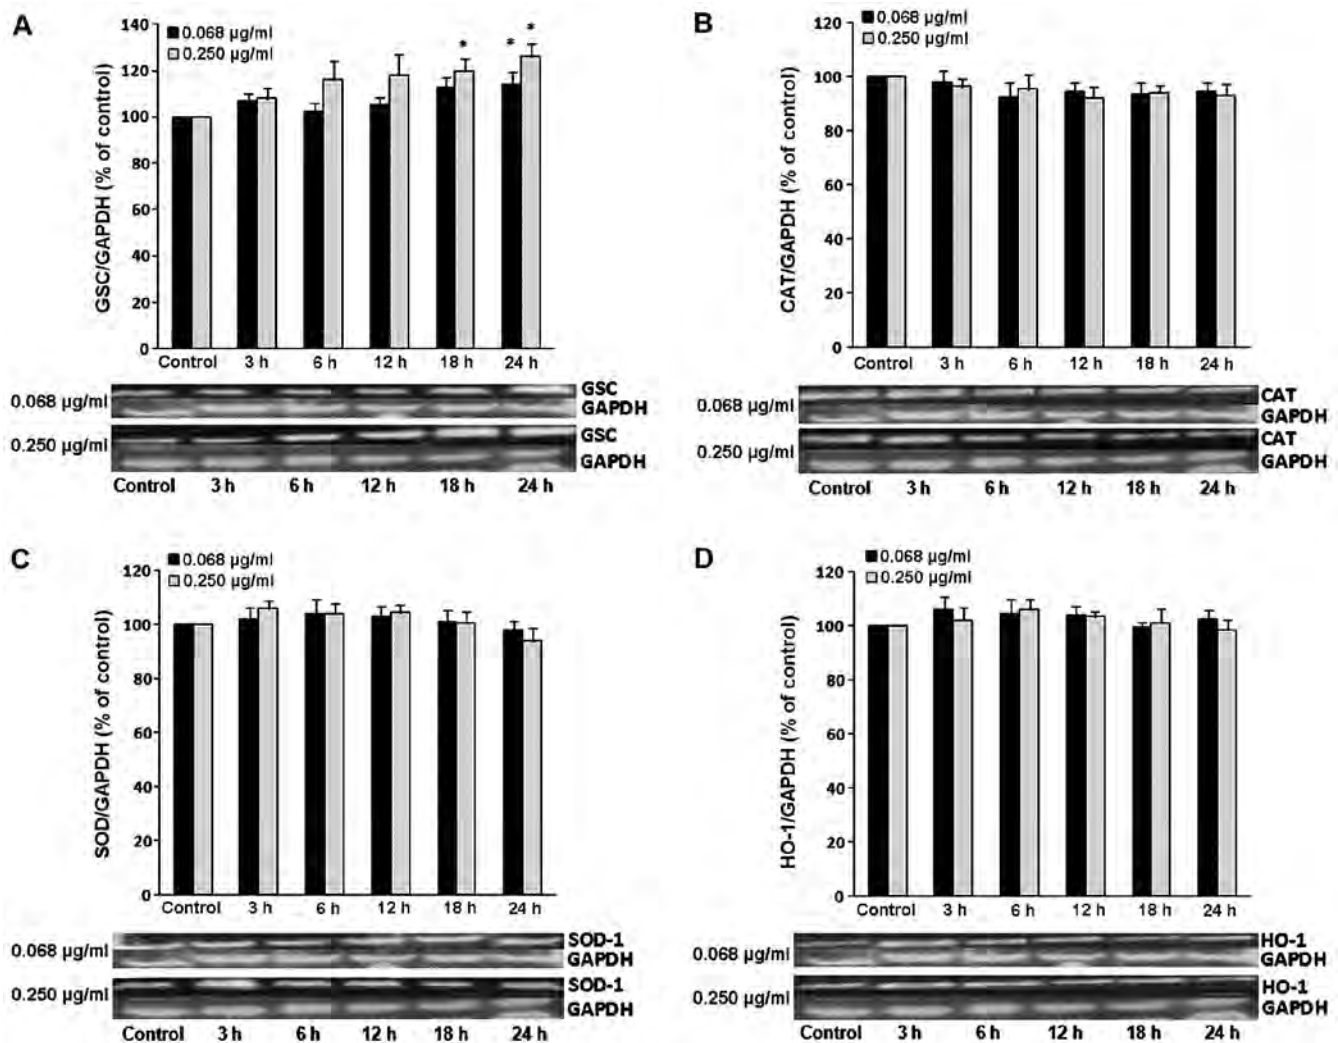 A
■ 0.068 µg/ml
□ 0.250 µg/ml
GSC/GAPDH (% of control)
140
120
100
80
60
40
20
0
* * *
Control 3 h 6 h 12 h 18 h 24 h
0.068 µg/ml
GSC
GAPDH
0.250 µg/ml
GSC
GAPDH
Control 3 h 6 h 12 h 18 h 24 h
B
■ 0.068 µg/ml
□ 0.250 µg/ml
CAT/GAPDH (% of control)
120
100
80
60
40
20
0
Control 3 h 6 h 12 h 18 h 24 h
0.068 µg/ml
CAT
GAPDH
0.250 µg/ml
CAT
GAPDH
Control 3 h 6 h 12 h 18 h 24 h
C
■ 0.068 µg/ml
□ 0.250 µg/ml
SOD/GAPDH (% of control)
120
100
80
60
40
20
0
Control 3 h 6 h 12 h 18 h 24 h
0.068 µg/ml
SOD-1
GAPDH
0.250 µg/ml
SOD-1
GAPDH
Control 3 h 6 h 12 h 18 h 24 h
D
■ 0.068 µg/ml
□ 0.250 µg/ml
HO-1/GAPDH (% of control)
120
100
80
60
40
20
0
Control 3 h 6 h 12 h 18 h 24 h
0.068 µg/ml
HO-1
GAPDH
0.250 µg/ml
HO-1
GAPDH
Control 3 h 6 h 12 h 18 h 24 h